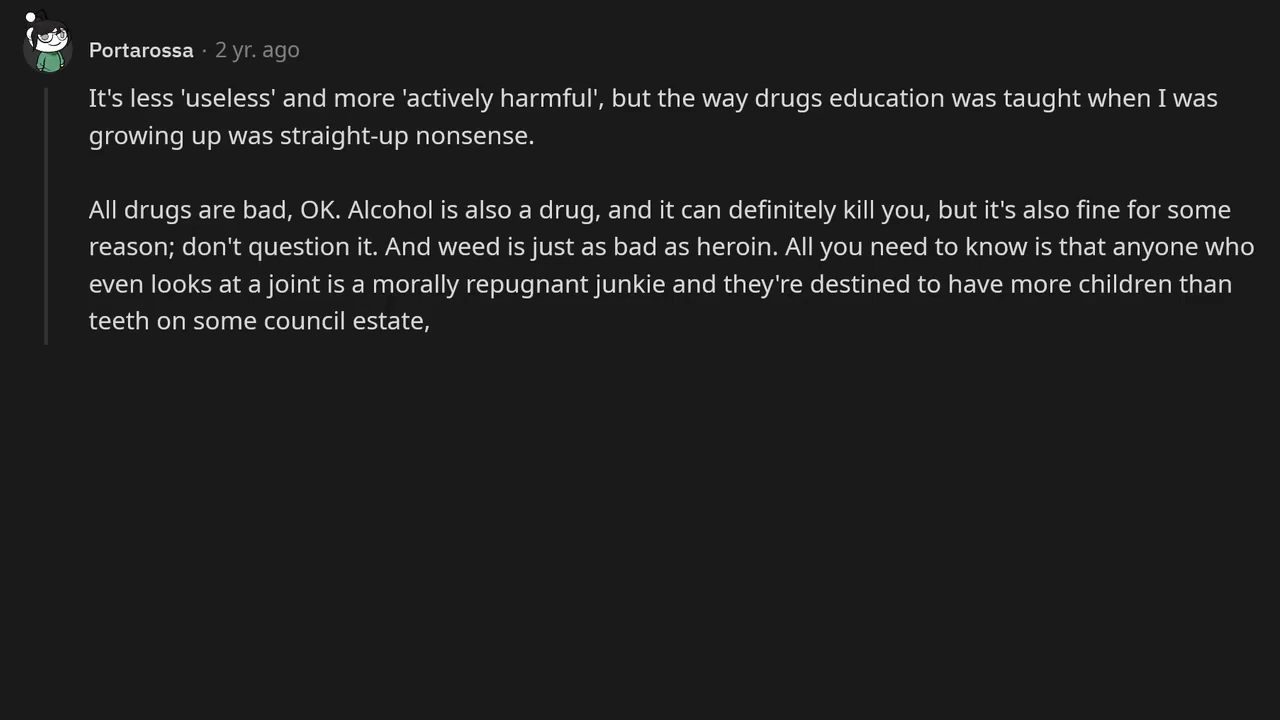 Portarossa · 2 yr. ago
It's less 'useless' and more 'actively harmful', but the way drugs education was taught when I was
growing up was straight-up nonsense.
All drugs are bad, OK. Alcohol is also a drug, and it can definitely kill you, but it's also fine for some
reason; don't question it. And weed is just as bad as heroin. All you need to know is that anyone who
even looks at a joint is a morally repugnant junkie and they're destined to have more children than
teeth on some council estate,